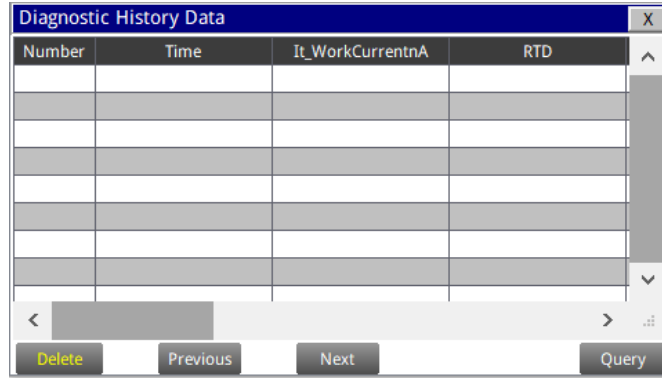 Diagnostic History Data X
Number Time It_WorkCurrentnA RTD
Delete Previous Next Query